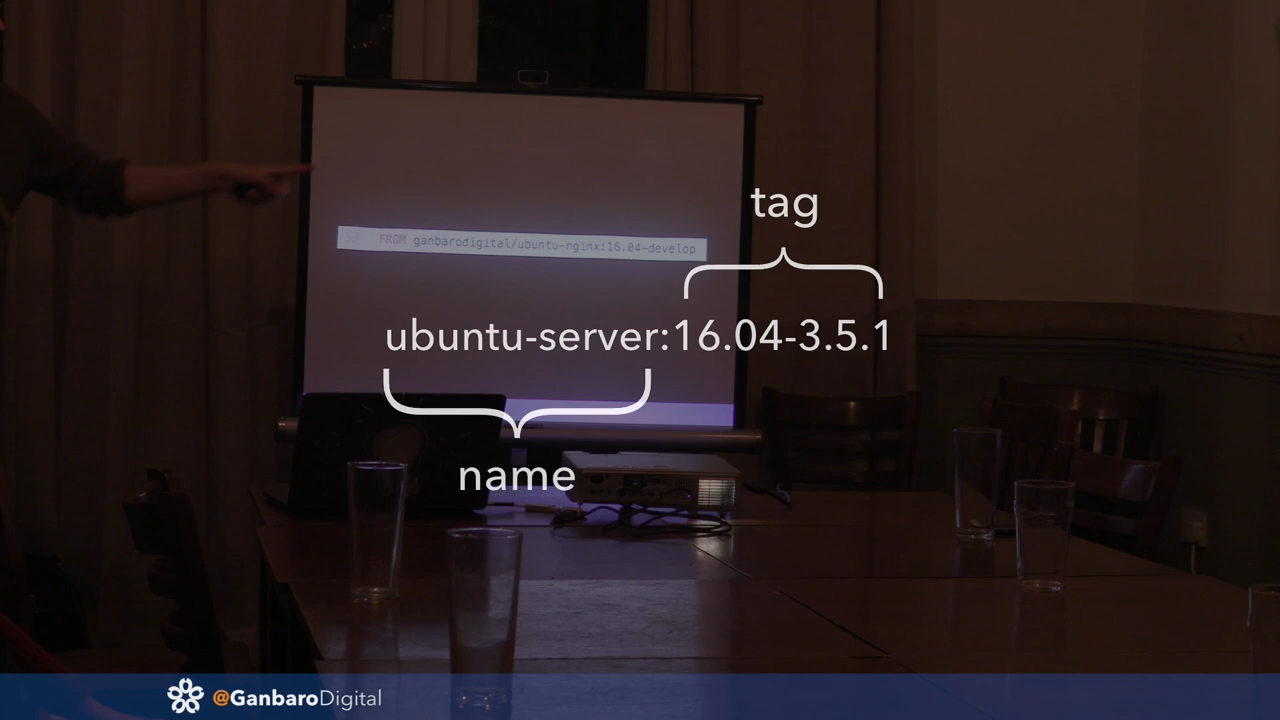 tag
FROM ganbarodigital/ubuntu-nginx:16.04-develop
ubuntu-server:16.04-3.5.1
name
@GanbaroDigital